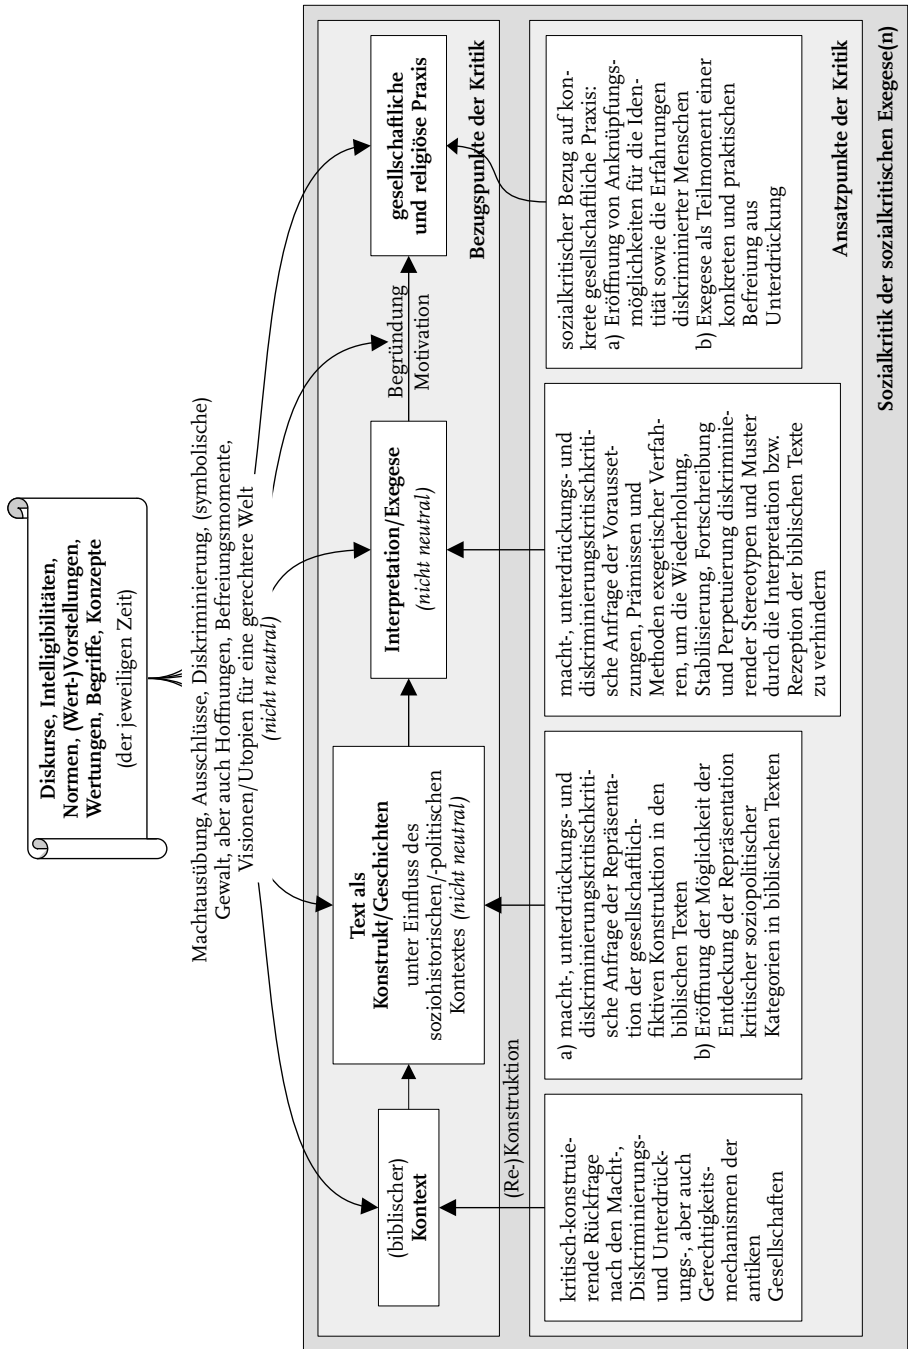 Diskurse, Intelligibilitäten,
Normen, (Wert-)Vorstellungen,
Wertungen, Begriffe, Konzepte
(der jeweiligen Zeit)
Machtausübung, Ausschlüsse, Diskriminierung, (symbolische)
Gewalt, aber auch Hoffnungen, Befreiungsmomente,
Visionen/Utopien für eine gerechtere Welt
(nicht neutral)
(biblischer)
Kontext
Text als
Konstrukt/Geschichten
unter Einfluss des
soziohistorischen/-politischen
Kontextes (nicht neutral)
Interpretation/Exegese
(nicht neutral)
Begründung
Motivation
gesellschaftliche
und religiöse Praxis
Bezugspunkte der Kritik
(Re-)Konstruktion
kritisch-konstruie-
rende Rückfrage
nach den Macht-,
Diskriminierungs-
und Unterdrück-
ungs-, aber auch
Gerechtigkeits-
mechanismen der
antiken
Gesellschaften
a) macht-, unterdrückungs- und
diskriminierungskritischkriti-
sche Anfrage der Repräsenta-
tion der gesellschaftlich-
fiktiven Konstruktion in den
biblischen Texten
b) Eröffnung der Möglichkeit der
Entdeckung der Repräsentation
kritischer soziopolitischer
Kategorien in biblischen Texten
macht-, unterdrückungs- und
diskriminierungskritischkriti-
sche Anfrage der Vorausset-
zungen, Prämissen und
Methoden exegetischer Verfah-
ren, um die Wiederholung,
Stabilisierung, Fortschreibung
und Perpetuierung diskriminie-
render Stereotypen und Muster
durch die Interpretation bzw.
Rezeption der biblischen Texte
zu verhindern
sozialkritischer Bezug auf kon-
krete gesellschaftliche Praxis:
a) Eröffnung von Anknüpfungs-
möglichkeiten für die Iden-
tität sowie die Erfahrungen
diskriminierter Menschen
b) Exegese als Teilmoment einer
konkreten und praktischen
Befreiung aus
Unterdrückung
Ansatzpunkte der Kritik
Sozialkritik der sozialkritischen Exegese(n)